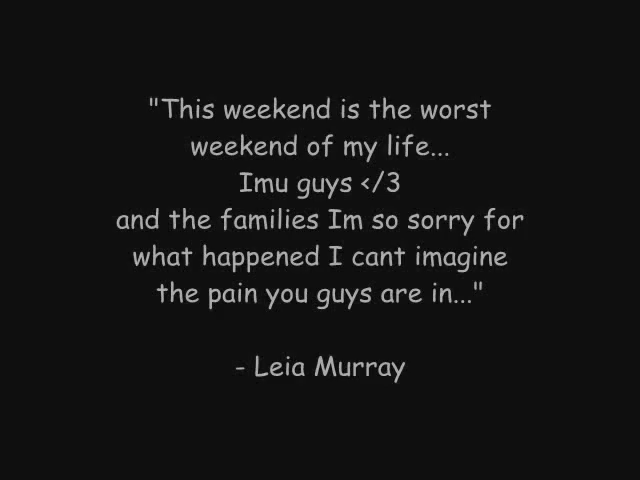 "This weekend is the worst
weekend of my life...
Imu guys </3
and the families Im so sorry for
what happened I cant imagine
the pain you guys are in..."
- Leia Murray